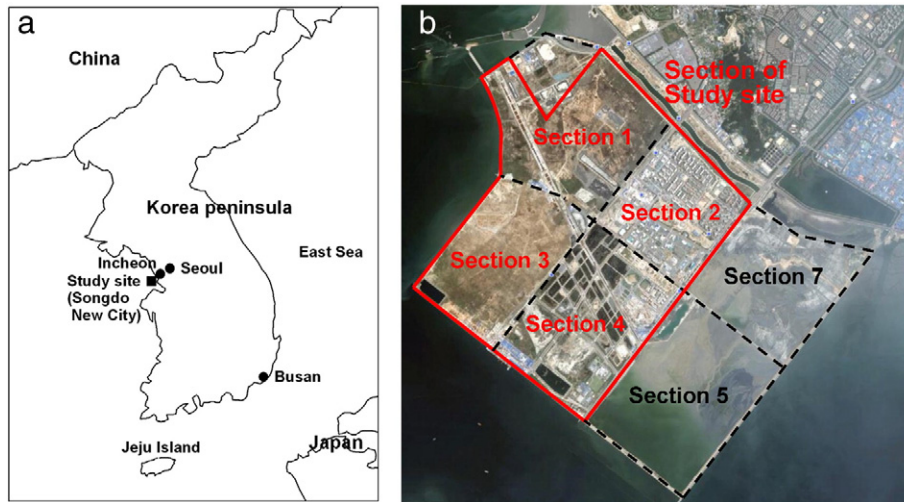 a
China
Korea peninsula
East Sea
Incheon
Seoul
Study site
(Songdo
New City)
Busan
Jeju Island
Japan
b
Section of
Study site
Section 1
Section 2
Section 3
Section 7
Section 4
Section 5